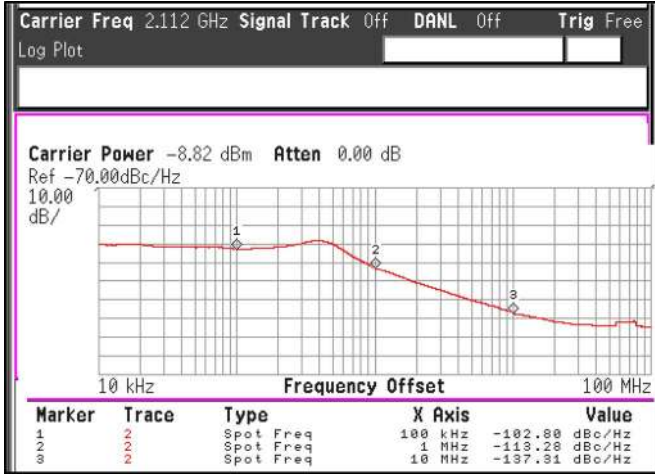 Carrier Freq 2.112 GHz Signal Track Off DANL Off Trig Free
Log Plot
Carrier Power -8.82 dBm Atten 0.00 dB
Ref -70.00dBc/Hz
10.00
dB/
1
2
3
10 kHz Frequency Offset 100 MHz
Marker Trace Type X Axis Value
1 2 Spot Freq 100 kHz -102.80 dBc/Hz
2 2 Spot Freq 1 MHz -113.28 dBc/Hz
3 2 Spot Freq 10 MHz -137.31 dBc/Hz